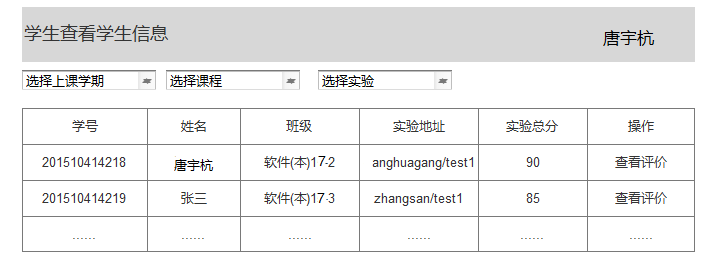 学生查看学生信息 唐宇杭
选择上课学期 选择课程 选择实验
学号 姓名 班级 实验地址 实验总分 操作
201510414218 唐宇杭 软件(本)17-2 anghuagang/test1 90 查看评价
201510414219 张三 软件(本)17-3 zhangsan/test1 85 查看评价
...... ...... ...... ...... ...... ......